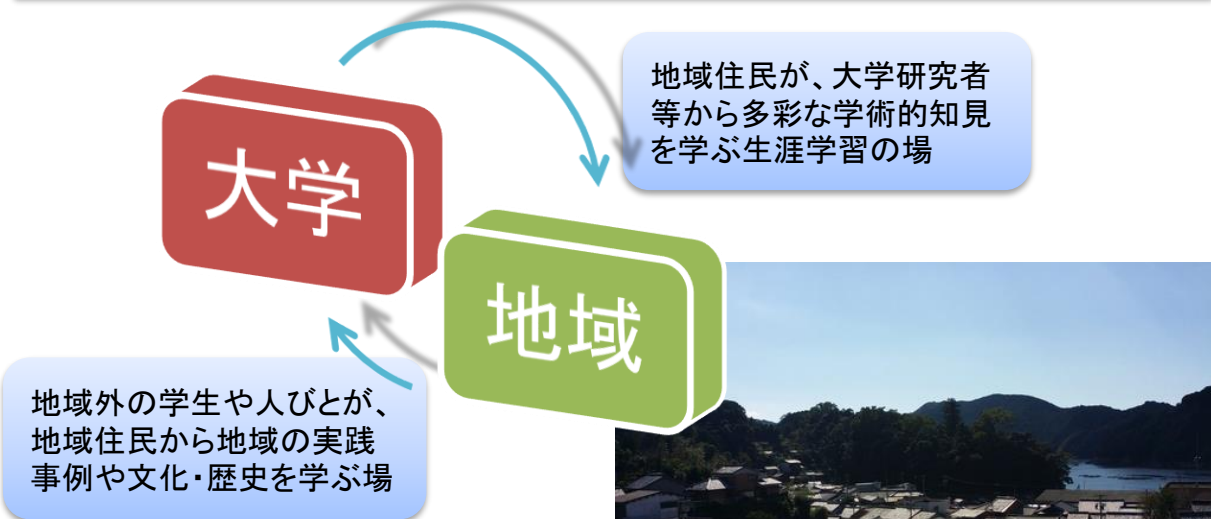 地域住民が、大学研究者
等から多彩な学術的知見
を学ぶ生涯学習の場
大学
地域
地域外の学生や人びとが、
地域住民から地域の実践
事例や文化・歴史を学ぶ場